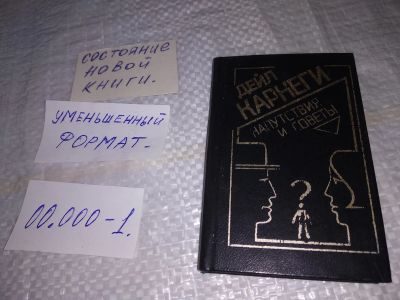 СОСТОЯНИЕ
НОВОЙ
КНИГИ.
УМЕНЬШЕННЫЙ
ФОРМАТ.
00.000-1.
ДЕЙЛ
КАРНЕГИ
НАПУТСТВИЯ
И СОВЕТЫ
?